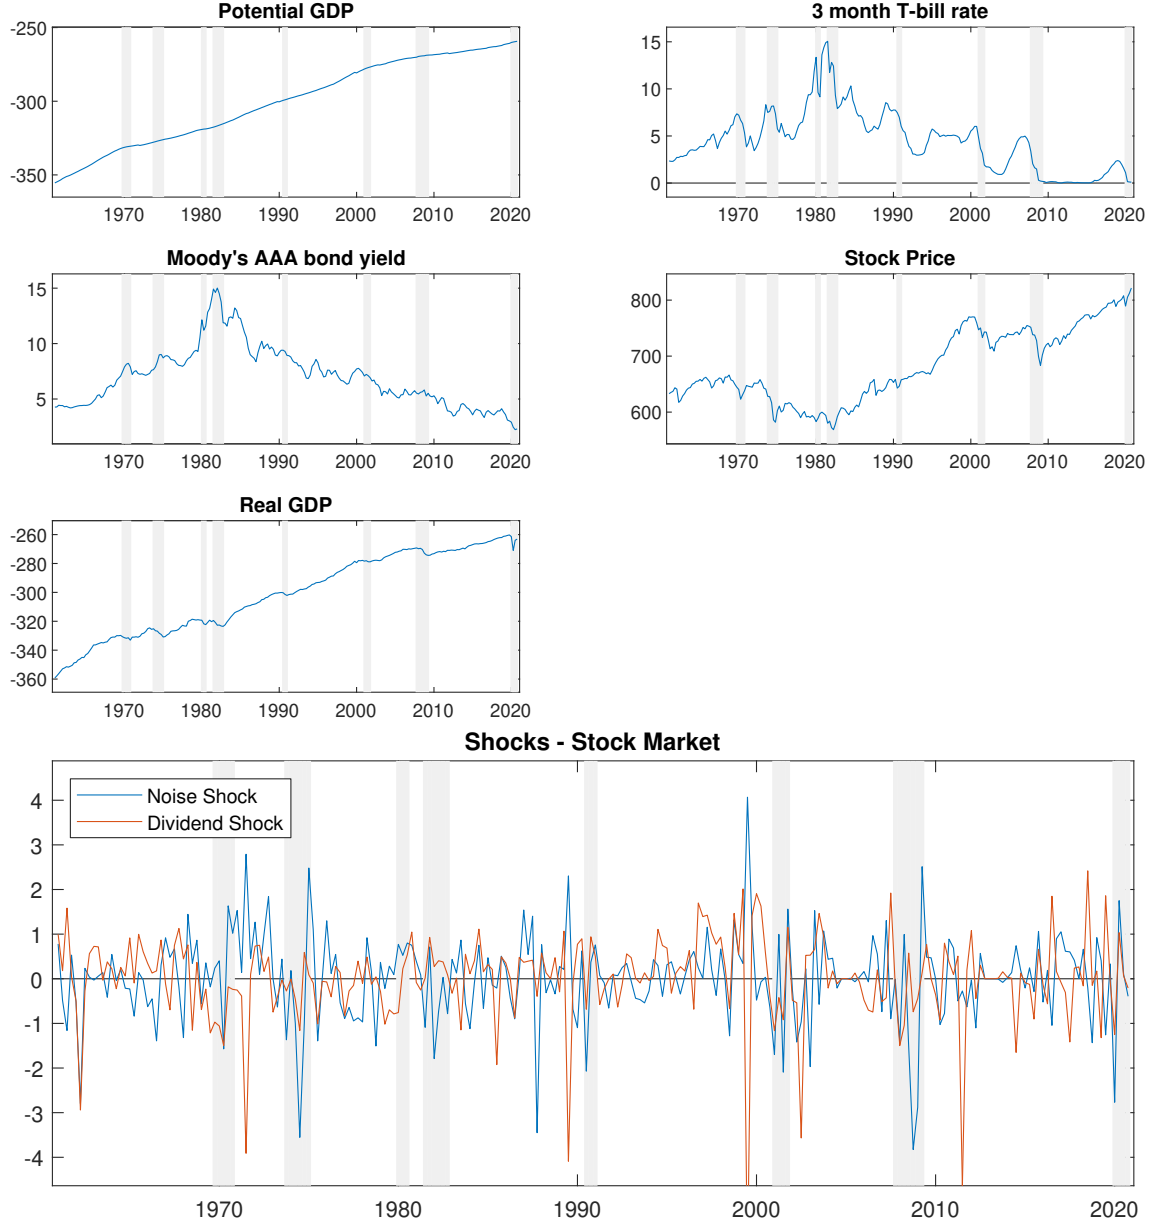 Potential GDP
-250
-300
-350
1970 1980 1990 2000 2010 2020
3 month T-bill rate
15
10
5
0
1970 1980 1990 2000 2010 2020
Moody's AAA bond yield
15
10
5
1970 1980 1990 2000 2010 2020
Stock Price
800
700
600
1970 1980 1990 2000 2010 2020
Real GDP
-260
-280
-300
-320
-340
-360
1970 1980 1990 2000 2010 2020
Shocks - Stock Market
Noise Shock
Dividend Shock
4
3
2
1
0
-1
-2
-3
-4
1970 1980 1990 2000 2010 2020